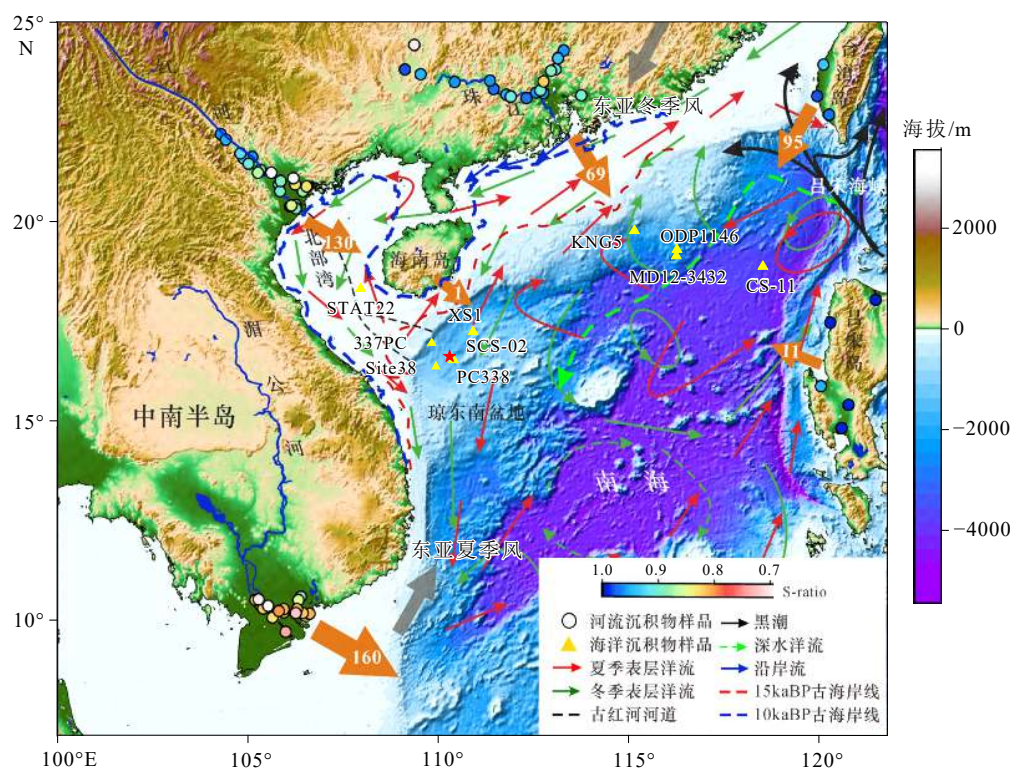 25°
N
20°
15°
10°
100°E
105°
110°
115°
120°
红
河
珠
江
东亚冬季风
台
湾
岛
95
69
吕宋海峡
130
北
部
湾
海南岛
1
KNG5
ODP1146
MD12-3432
CS-11
STAT22
XS1
337PC
SCS-02
Site38
PC338
11
吕
宋
岛
琼东南盆地
湄
公
河
中南半岛
南 海
东亚夏季风
160
海拔/m
2000
0
−2000
−4000
1.0 0.9 0.8 0.7
S-ratio
河流沉积物样品
黑潮
海洋沉积物样品
深水洋流
夏季表层洋流
沿岸流
冬季表层洋流
15kaBP古海岸线
古红河河道
10kaBP古海岸线